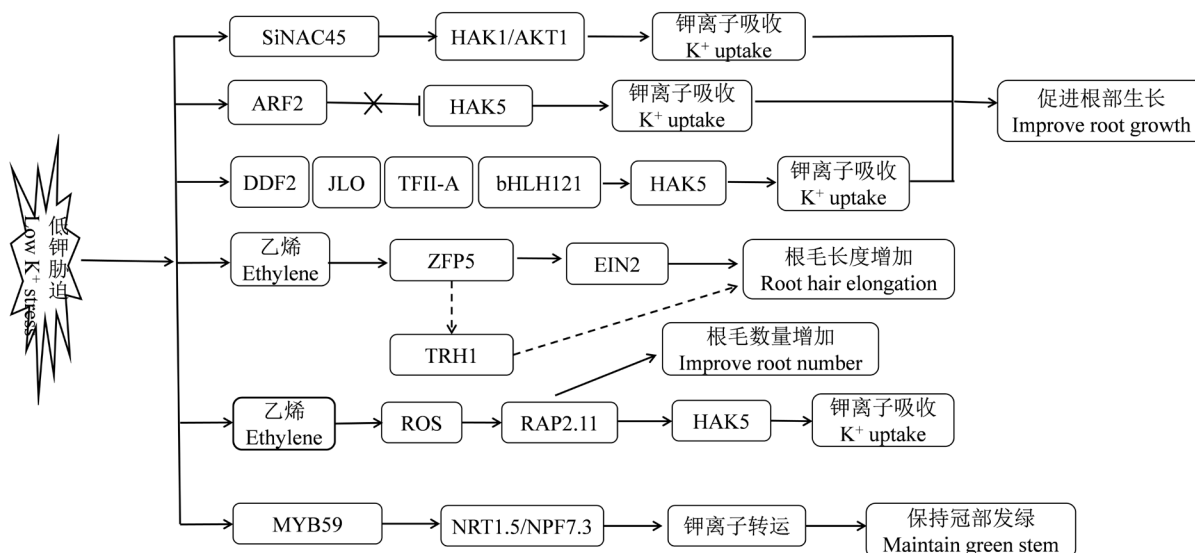 SiNAC45
HAK1/AKT1
钾离子吸收
K⁺ uptake
ARF2
HAK5
钾离子吸收
K⁺ uptake
促进根部生长
Improve root growth
DDF2
JLO
TFII-A
bHLH121
HAK5
钾离子吸收
K⁺ uptake
低钾胁迫
Low K⁺ stress
乙烯
Ethylene
ZFP5
EIN2
根毛长度增加
Root hair elongation
TRH1
根毛数量增加
Improve root number
乙烯
Ethylene
ROS
RAP2.11
HAK5
钾离子吸收
K⁺ uptake
MYB59
NRT1.5/NPF7.3
钾离子转运
保持冠部发绿
Maintain green stem